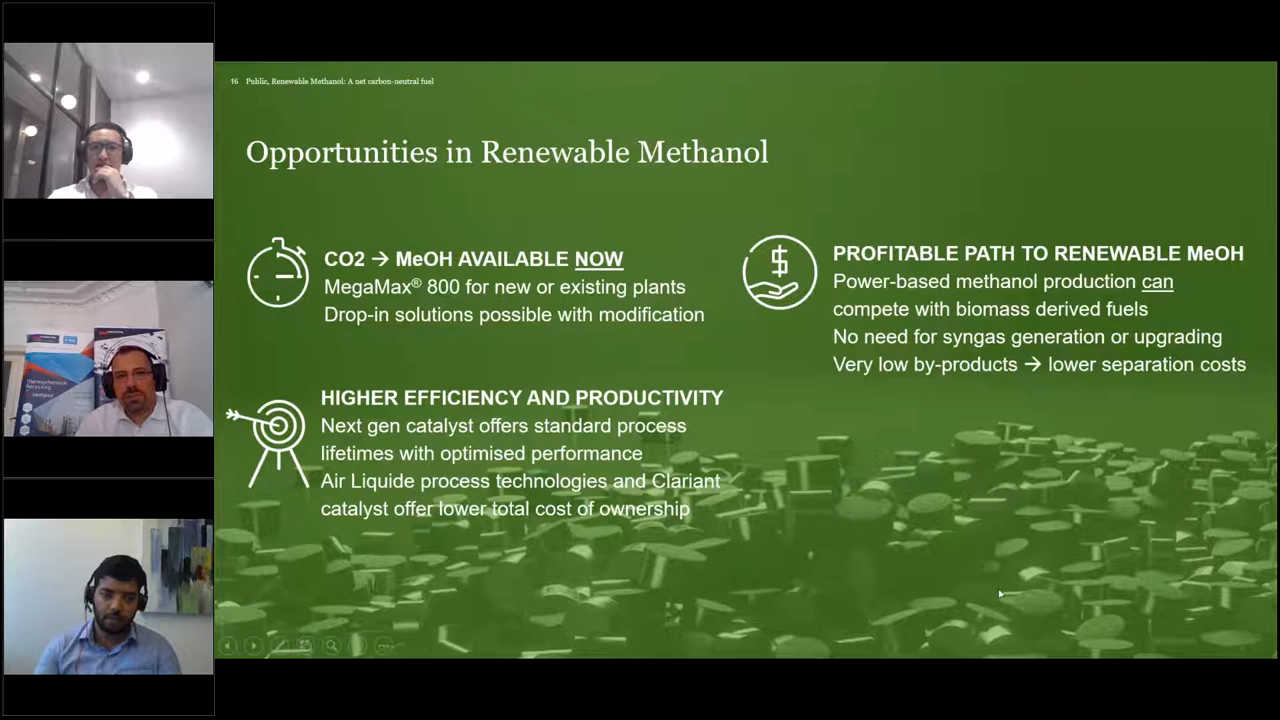 16 Public, Renewable Methanol: A net carbon-neutral fuel
Opportunities in Renewable Methanol
CO2 → MeOH AVAILABLE NOW
MegaMax® 800 for new or existing plants
Drop-in solutions possible with modification
HIGHER EFFICIENCY AND PRODUCTIVITY
Next gen catalyst offers standard process
lifetimes with optimised performance
Air Liquide process technologies and Clariant
catalyst offer lower total cost of ownership
$
PROFITABLE PATH TO RENEWABLE MeOH
Power-based methanol production can
compete with biomass derived fuels
No need for syngas generation or upgrading
Very low by-products → lower separation costs
Methanol